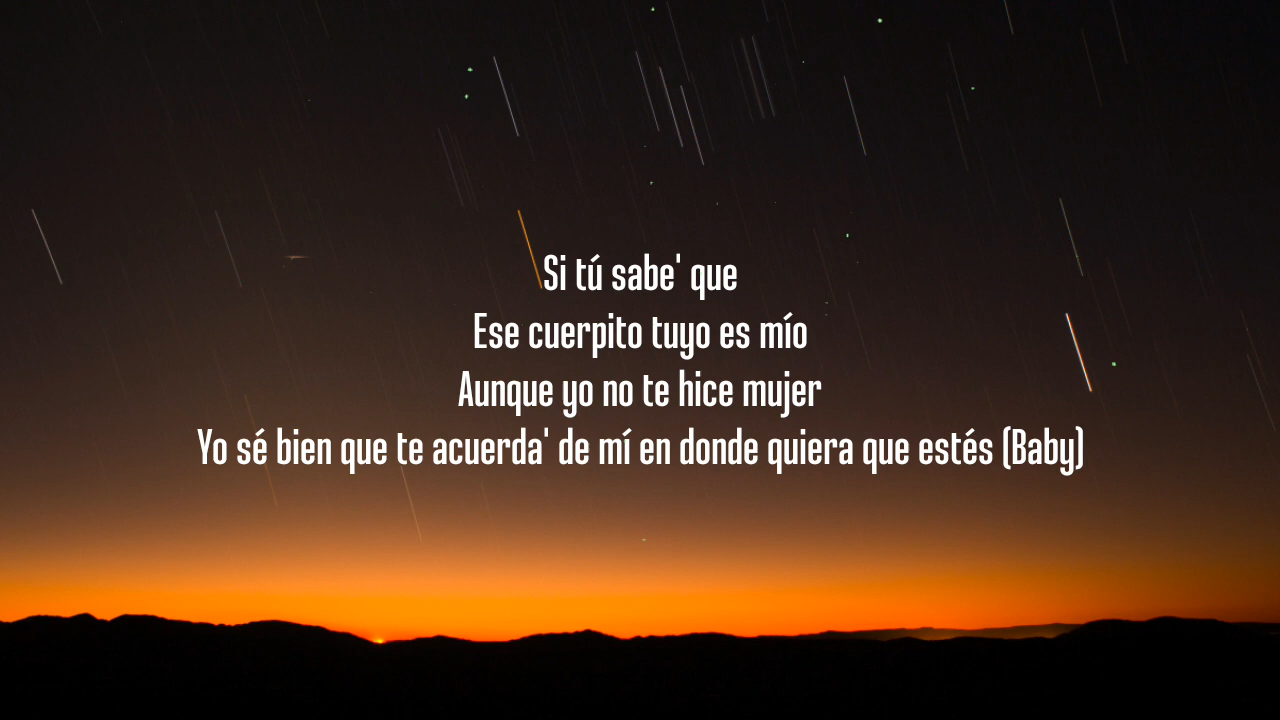 Si tú sabe' que
Ese cuerpito tuyo es mío
Aunque yo no te hice mujer
Yo sé bien que te acuerda' de mí en donde quiera que estés (Baby)